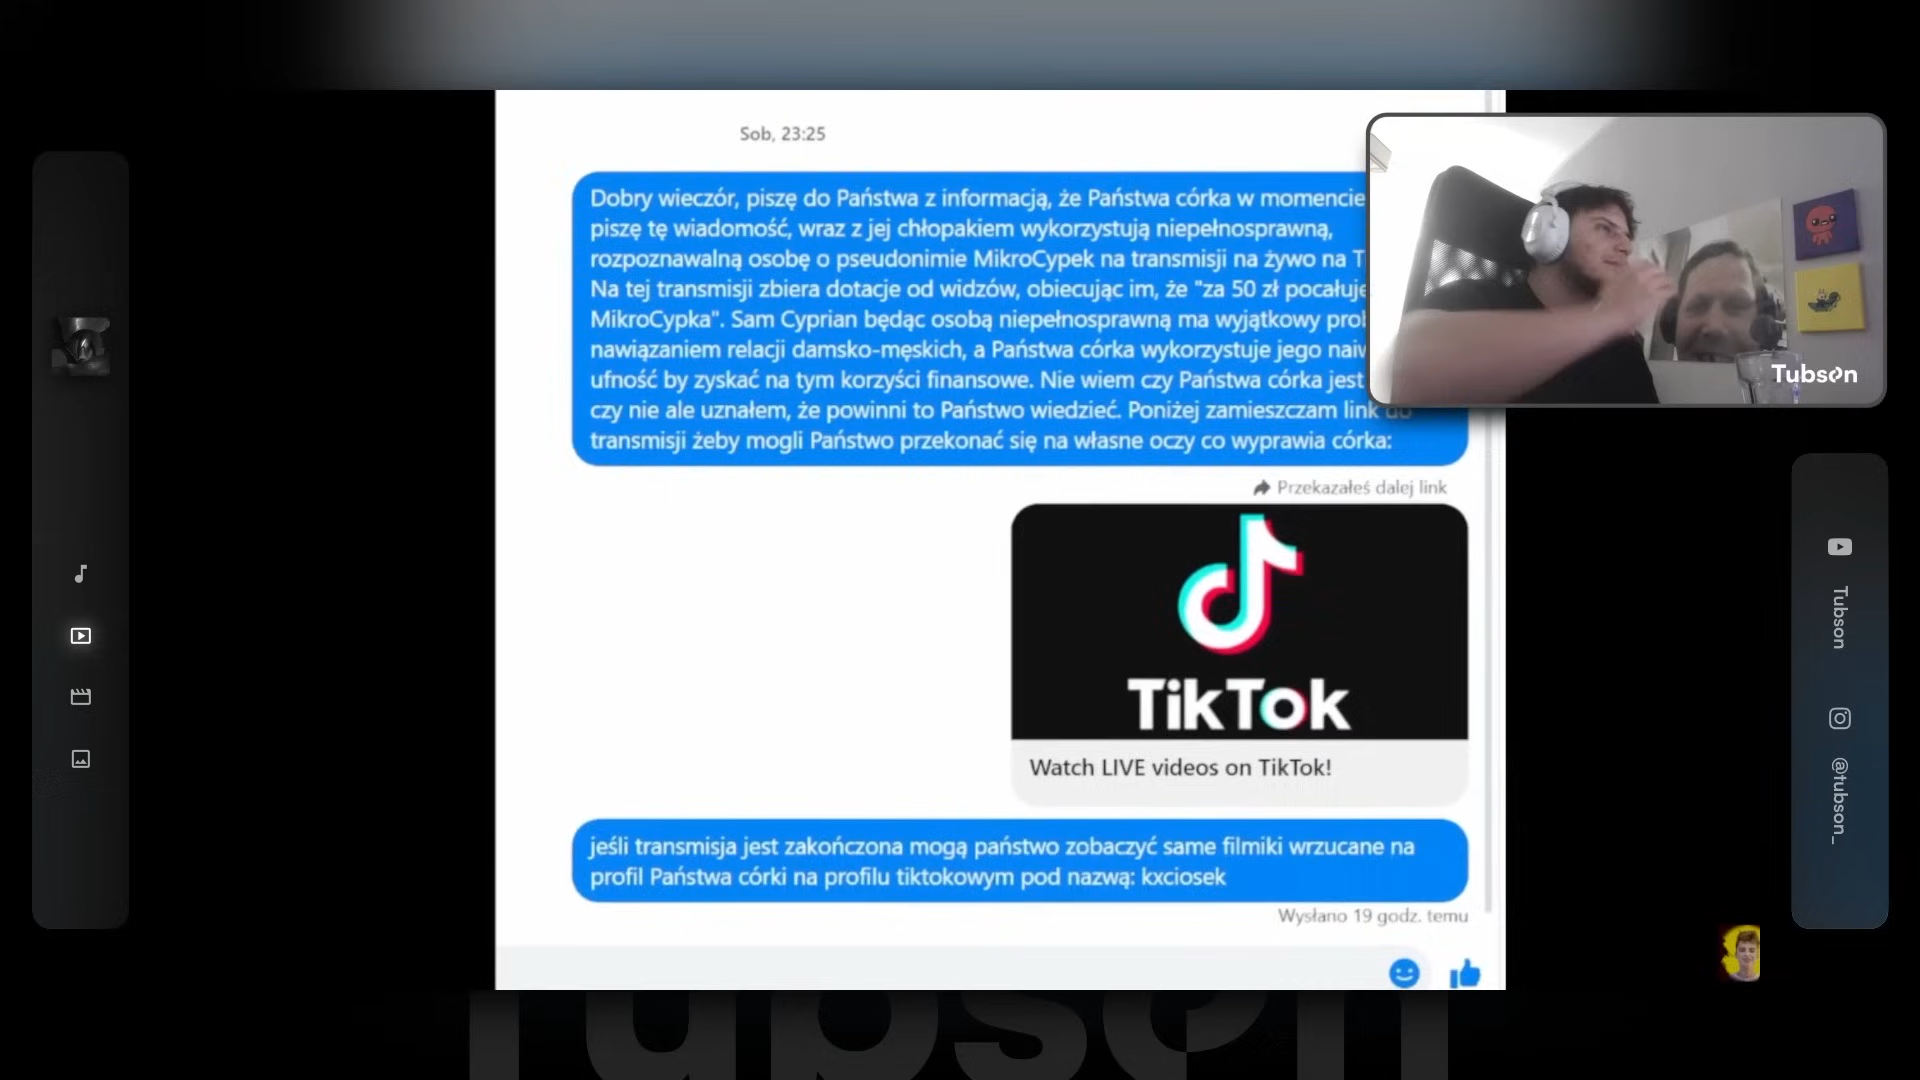 Sob, 23:25
Dobry wieczór, piszę do Państwa z informacją, że Państwa córka w momencie
piszę tę wiadomość, wraz z jej chłopakiem wykorzystują niepełnosprawną,
rozpoznawalną osobę o pseudonimie MikroCypek na transmisji na żywo na T
Na tej transmisji zbiera dotacje od widzów, obiecując im, że "za 50 zł pocałuje
MikroCypka". Sam Cyprian będąc osobą niepełnosprawną ma wyjątkowy prob
nawiązaniem relacji damsko-męskich, a Państwa córka wykorzystuje jego naiw
ufność by zyskać na tym korzyści finansowe. Nie wiem czy Państwa córka jest
czy nie ale uznałem, że powinni to Państwo wiedzieć. Poniżej zamieszczam link do
transmisji żeby mogli Państwo przekonać się na własne oczy co wyprawia córka:
Przekazałeś dalej link
TikTok
Watch LIVE videos on TikTok!
jeśli transmisja jest zakończona mogą państwo zobaczyć same filmiki wrzucane na
profil Państwa córki na profilu tiktokowym pod nazwą: kxciosek
Wysłano 19 godz. temu
Tubson
Tubson
@tubson_
Tubson